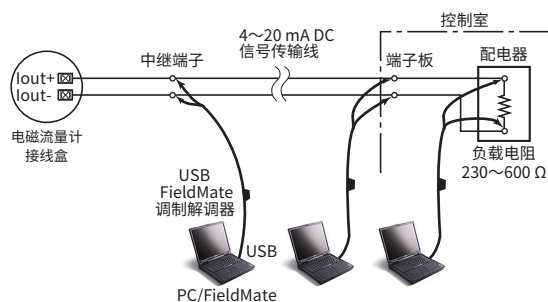 控制室
4～20 mA DC
信号传输线
中继端子
端子板
配电器
Iout+
Iout-
电磁流量计
接线盒
负载电阻
230～600 Ω
USB
FieldMate
调制解调器
USB
PC/FieldMate